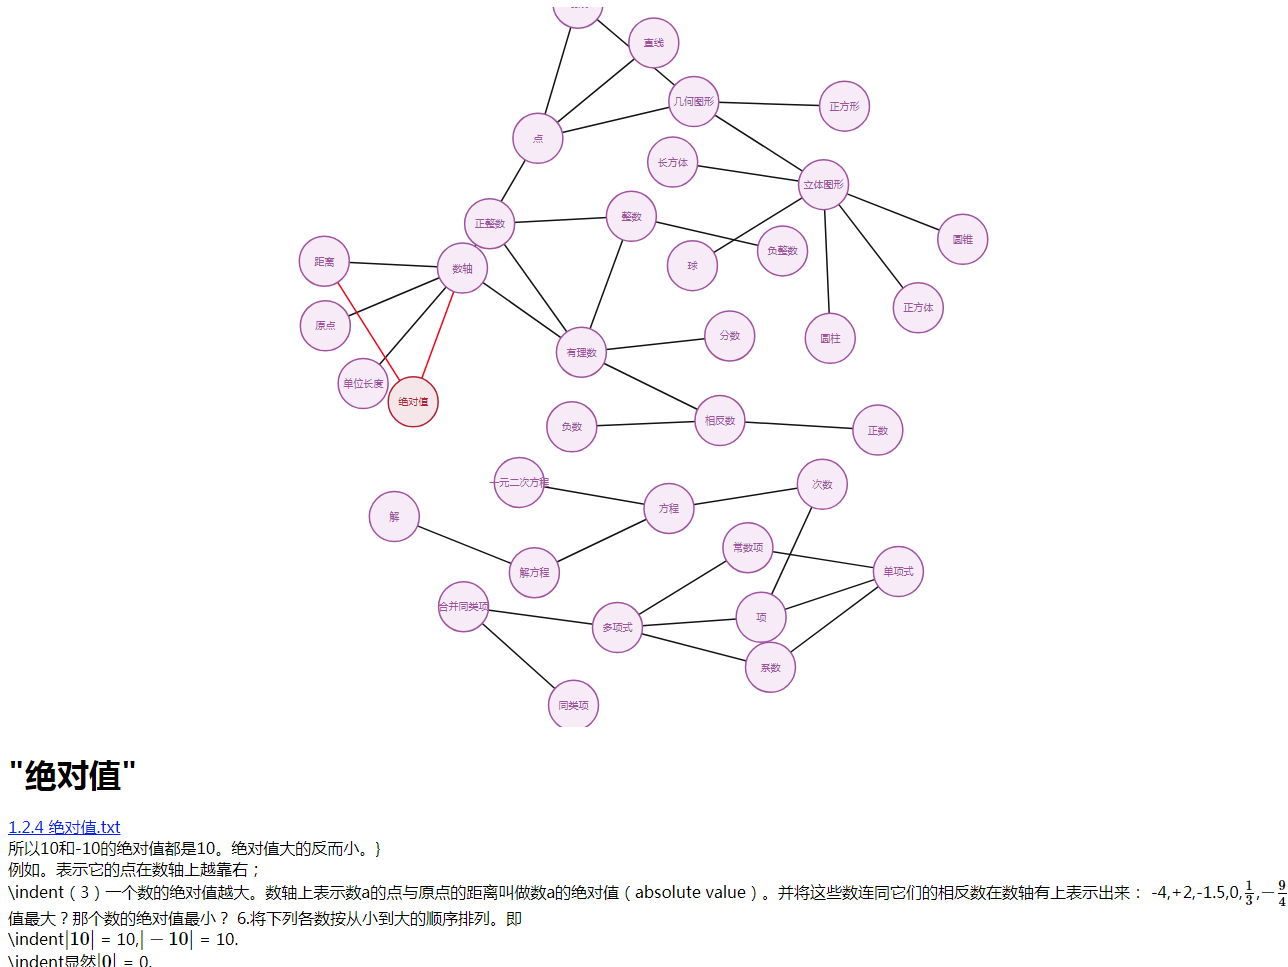 直线
几何图形
正方形
点
长方体
立体图形
正整数
整数
圆锥
负整数
距离
数轴
球
正方体
原点
分数
圆柱
有理数
单位长度
绝对值
负数
相反数
正数
一元二次方程
次数
方程
解
常数项
解方程
单项式
合并同类项
项
多项式
系数
同类项
"绝对值"
1.2.4 绝对值.txt
所以10和-10的绝对值都是10。绝对值大的反而小。}
例如。表示它的点在数轴上越靠右；
\indent（3）一个数的绝对值越大。数轴上表示数a的点与原点的距离叫做数a的绝对值（absolute value）。并将这些数连同它们的相反数在数轴有上表示出来： -4,+2,-1.5,0,1/3,−9/4
值最大？那个数的绝对值最小？ 6.将下列各数按从小到大的顺序排列。即
\indent|10| = 10,|−10| = 10.
\indent显然|0| = 0.